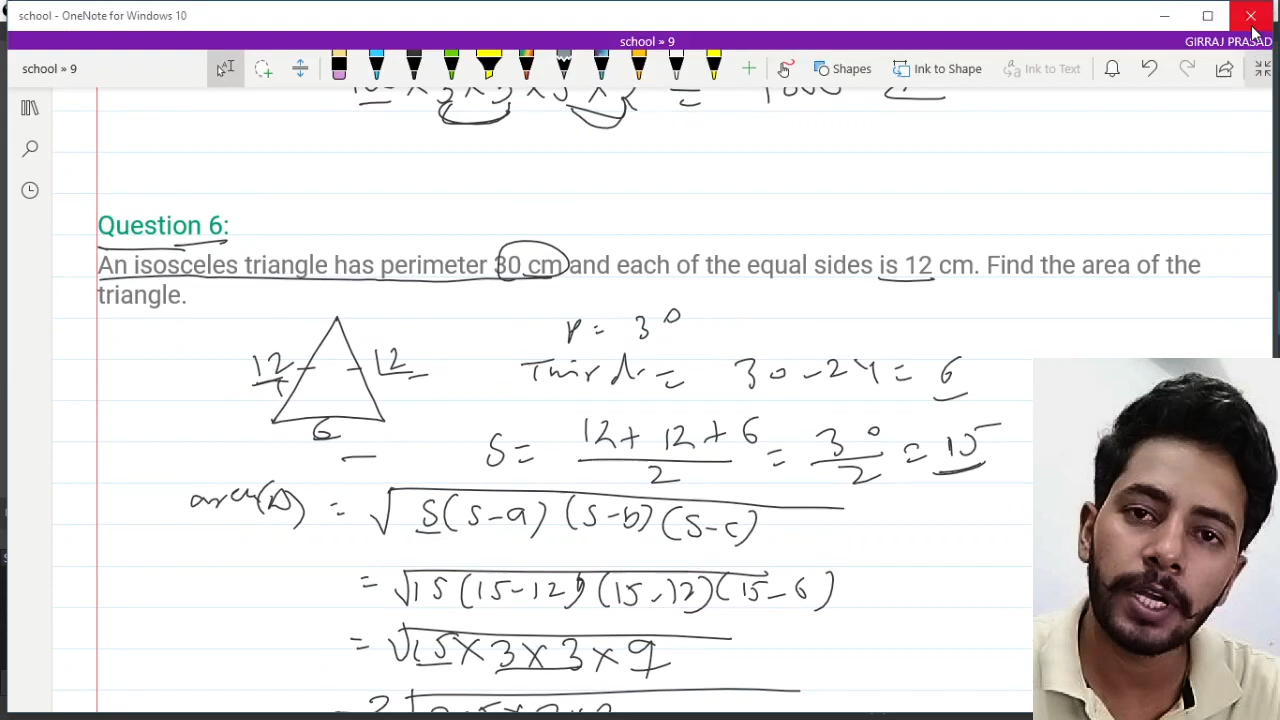 school - OneNote for Windows 10
school » 9
GIRRAJ PRASAD
school » 9
Shapes
Ink to Shape
Ink to Text
Question 6:
An isosceles triangle has perimeter 30 cm and each of the equal sides is 12 cm. Find the area of the
triangle.
P = 30
12 12
Third = 30 - 24 = 6
6
S = 12 + 12 + 6 / 2 = 30 / 2 = 15
area(Δ) = √S(S-a)(S-b)(S-c)
= √15(15-12)(15-12)(15-6)
= √15 × 3 × 3 × 9